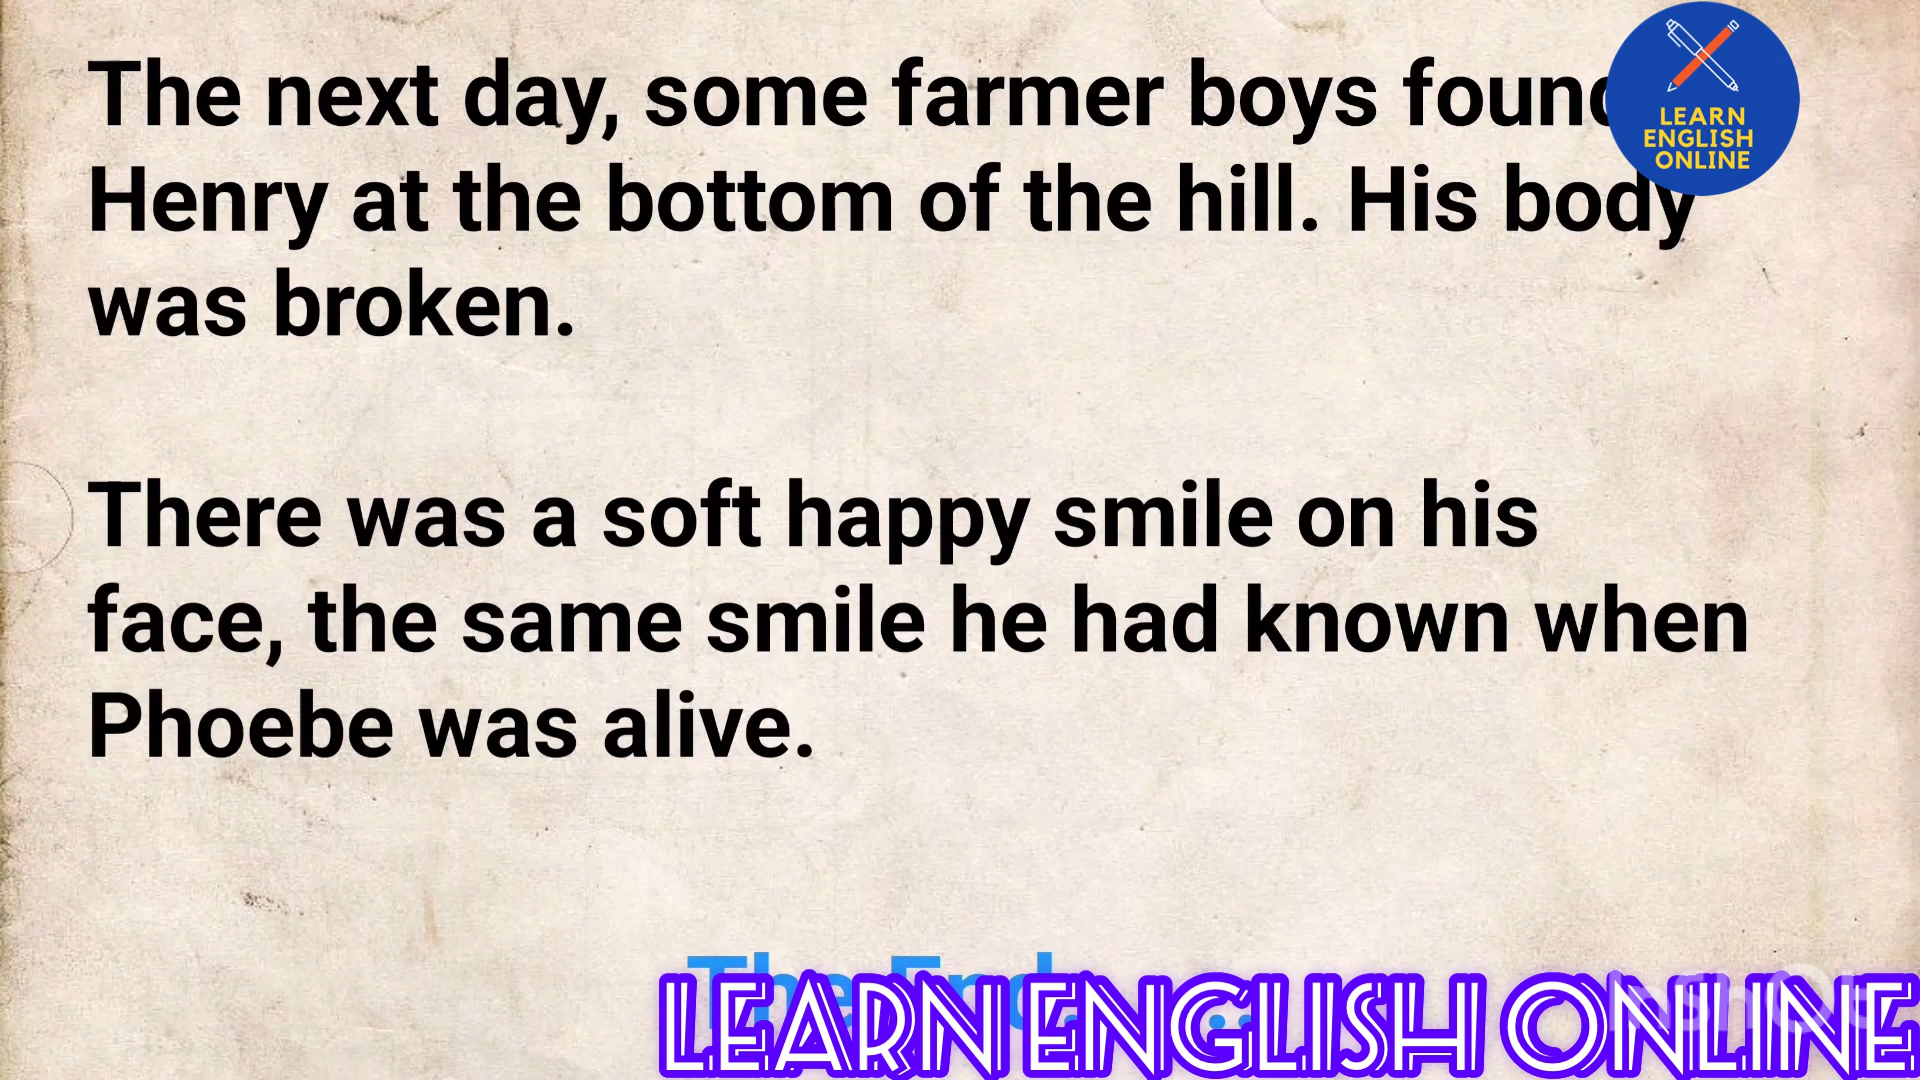 The next day, some farmer boys found
Henry at the bottom of the hill. His body
was broken.
There was a soft happy smile on his
face, the same smile he had known when
Phoebe was alive.
The End
LEARN
ENGLISH
ONLINE
LEARN ENGLISH ONLINE